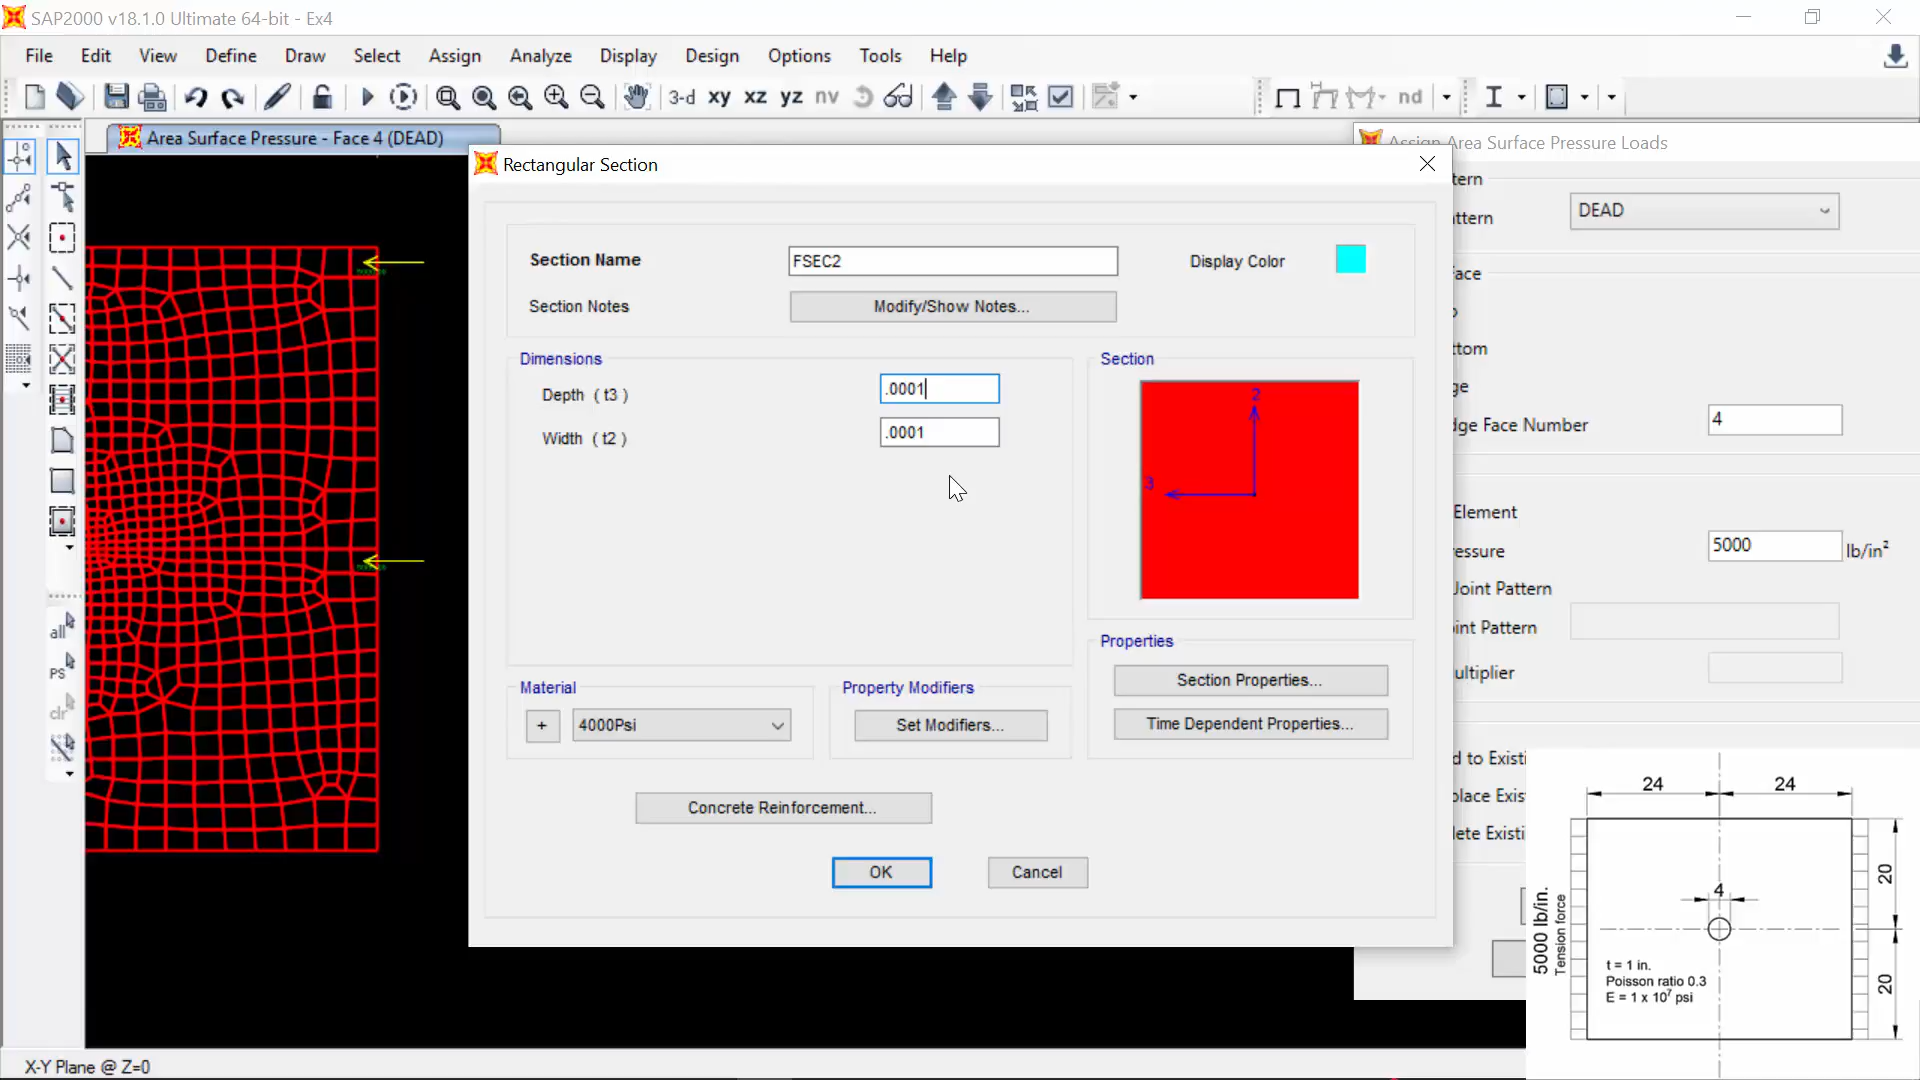 SAP2000 v18.1.0 Ultimate 64-bit - Ex4
File Edit View Define Draw Select Assign Analyze Display Design Options Tools Help
3-d xy xz yz nv nd
Area Surface Pressure - Face 4 (DEAD)
Rectangular Section
Section Name FSEC2 Display Color
Section Notes Modify/Show Notes...
Dimensions
Depth ( t3 ) .0001
Width ( t2 ) .0001
Section
2
3
Properties
Section Properties...
Time Dependent Properties...
Material
+ 4000Psi
Property Modifiers
Set Modifiers...
Concrete Reinforcement...
OK Cancel
Assign Area Surface Pressure Loads
tern
attern DEAD
ace
ttom
ge
dge Face Number 4
Element
essure 5000 lb/in²
Joint Pattern
int Pattern
ultiplier
d to Existi
place Exis
lete Existi
all
PS
clr
24 24
4
20
20
5000 lb/in.
Tension force
t = 1 in.
Poisson ratio 0.3
E = 1 x 10⁷ psi
X-Y Plane @ Z=0